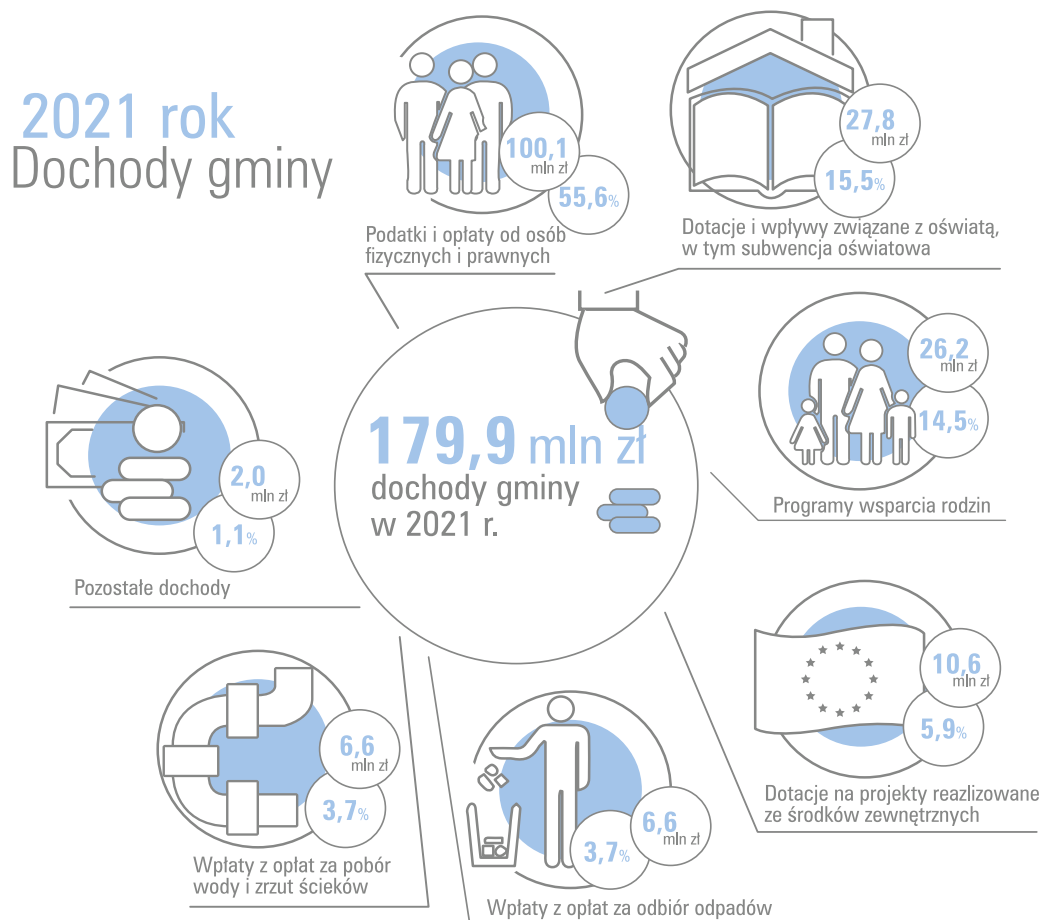 2021 rok
Dochody gminy
100,1
mln zł
55,6%
Podatki i opłaty od osób
fizycznych i prawnych
27,8
mln zł
15,5%
Dotacje i wpływy związane z oświatą,
w tym subwencja oświatowa
26,2
mln zł
14,5%
Programy wsparcia rodzin
179,9 mln zł
dochody gminy
w 2021 r.
2,0
mln zł
1,1%
Pozostałe dochody
10,6
mln zł
5,9%
Dotacje na projekty reazlizowane
ze środków zewnętrznych
6,6
mln zł
3,7%
Wpłaty z opłat za pobór
wody i zrzut ścieków
6,6
mln zł
3,7%
Wpłaty z opłat za odbiór odpadów